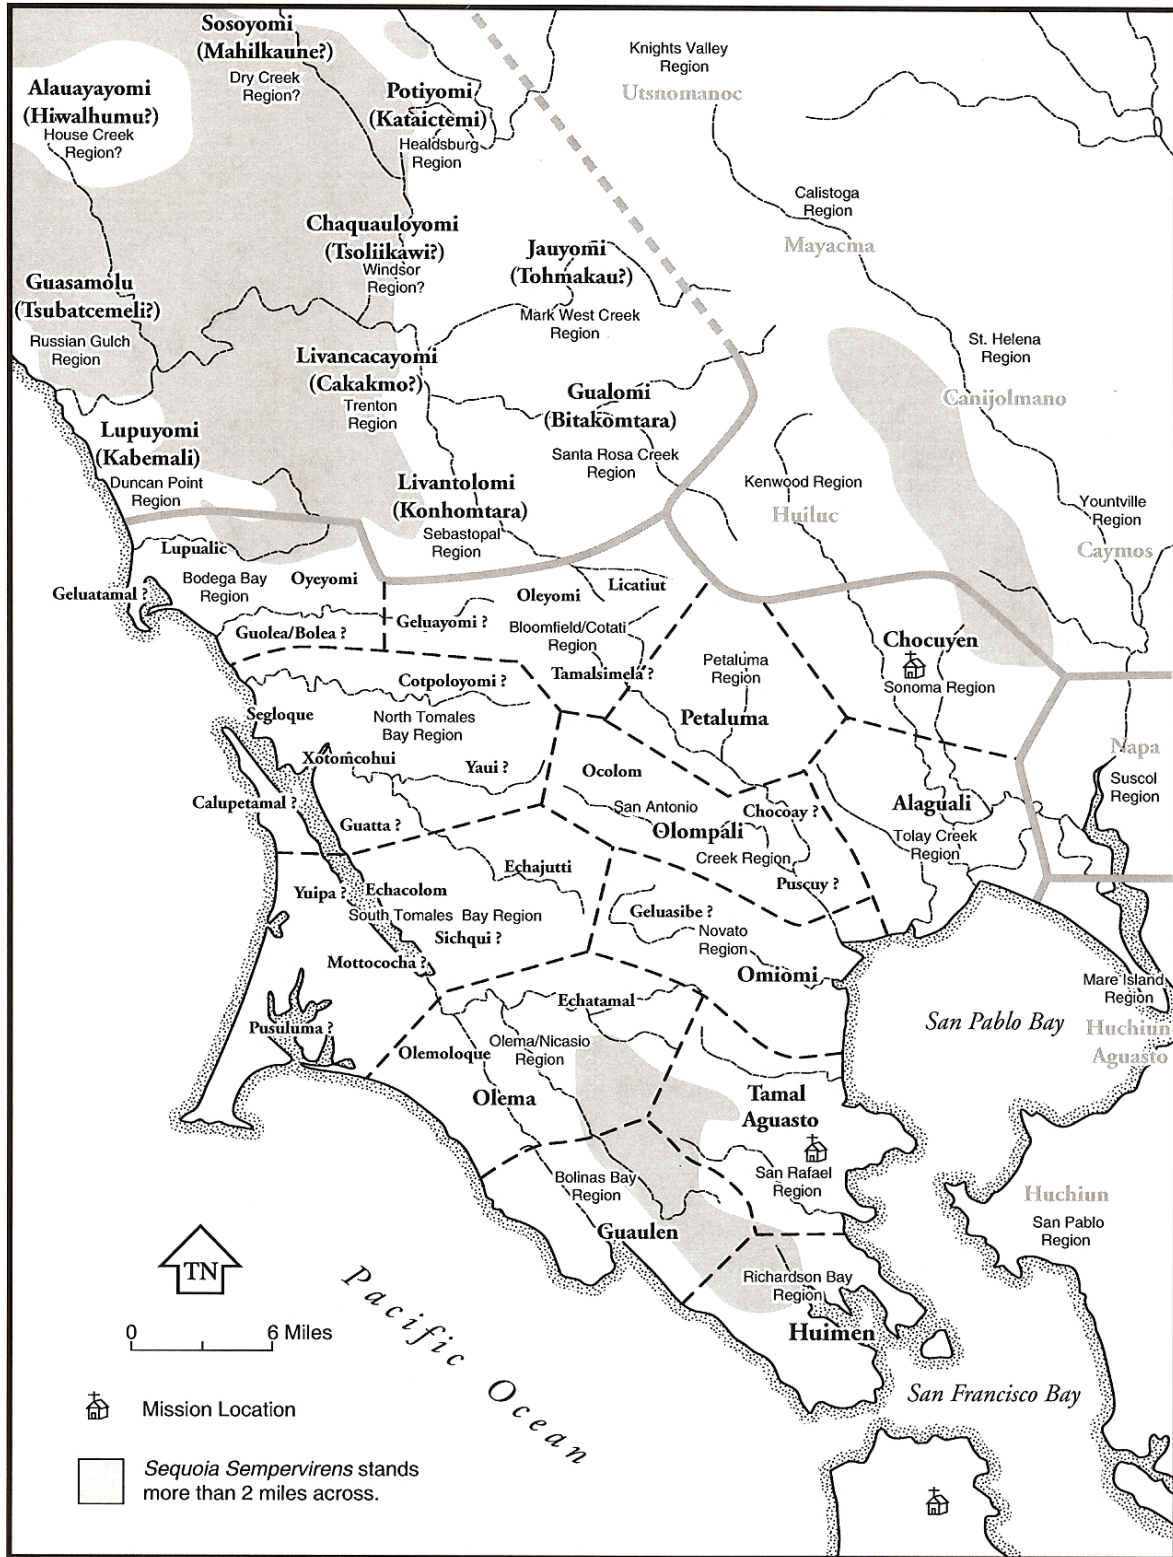 Sosoyomi
(Mahilkaune?)
Dry Creek
Region?
Knights Valley
Region
Utsnomanoc
Alauayayomi
(Hiwalhumu?)
House Creek
Region?
Potiyomi
(Kataictemi)
Healdsburg
Region
Calistoga
Region
Mayacma
Chaquauloyomi
(Tsoliikawi?)
Windsor
Region?
Jauyomi
(Tohmakau?)
Mark West Creek
Region
Guasamolu
(Tsubatcemeli?)
Russian Gulch
Region
St. Helena
Region
Canijolmano
Livancacayomi
(Cakakmo?)
Trenton
Region
Gualomi
(Bitakomtara)
Santa Rosa Creek
Region
Lupuyomi
(Kabemali)
Duncan Point
Region
Livantolomi
(Konhomtara)
Sebastopal
Region
Kenwood Region
Huiluc
Yountville
Region
Caymos
Lupualic
Bodega Bay
Region
Oyeyomi
Geluatamal ?
Guolea/Bolea ?
Geluayomi ?
Oleyomi
Licatiut
Bloomfield/Cotati
Region
Tamalsimela ?
Petaluma
Region
Petaluma
Chocuyen
Sonoma Region
Cotpoloyomi ?
Segloque
North Tomales
Bay Region
Xotomcohui
Yaui ?
Ocolom
Napa
Suscol
Region
Calupetamal ?
Guatta ?
San Antonio
Olompali
Creek Region
Chocoay ?
Puscuy ?
Alaguali
Tolay Creek
Region
Echajutti
Yuipa ?
Echacolom
South Tomales Bay Region
Sichqui ?
Mottococha ?
Geluasibe ?
Novato
Region
Omiomi
Mare Island
Region
Huchiun
Aguasto
San Pablo Bay
Pusuluma ?
Echatamal
Olemoloque
Olema/Nicasio
Region
Olema
Tamal
Aguasto
San Rafael
Region
Bolinas Bay
Region
Guaulen
Huchiun
San Pablo
Region
Richardson Bay
Region
Huimen
TN
0 6 Miles
Pacific Ocean
San Francisco Bay
Mission Location
Sequoia Sempervirens stands
more than 2 miles across.